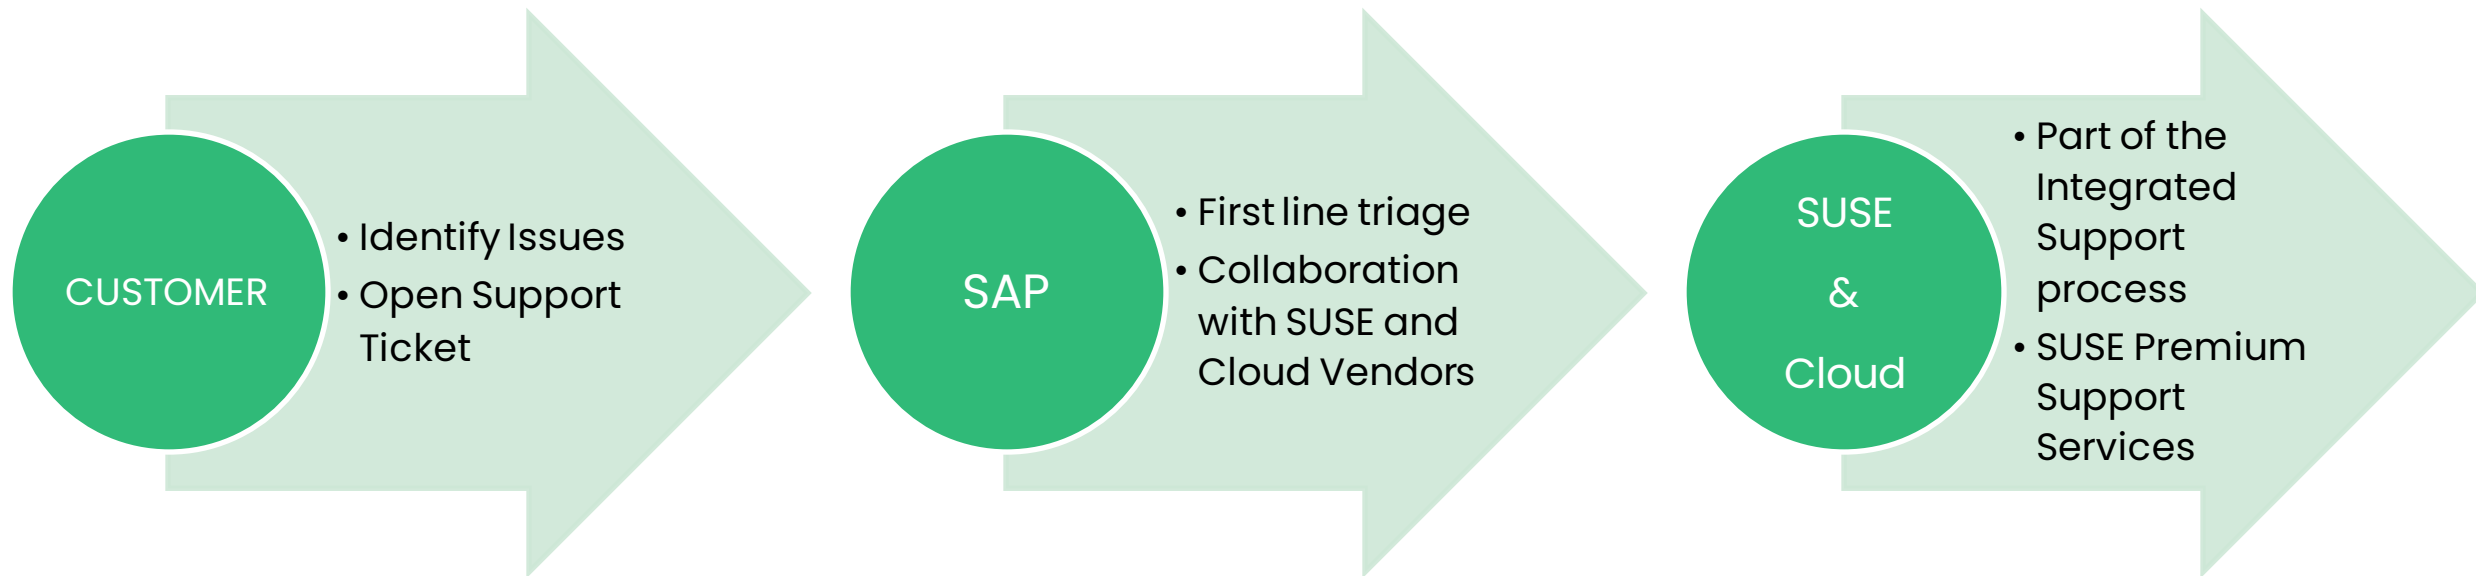 CUSTOMER
• Identify Issues
• Open Support
Ticket
SAP
• First line triage
• Collaboration
with SUSE and
Cloud Vendors
SUSE
&
Cloud
• Part of the
Integrated
Support
process
• SUSE Premium
Support
Services